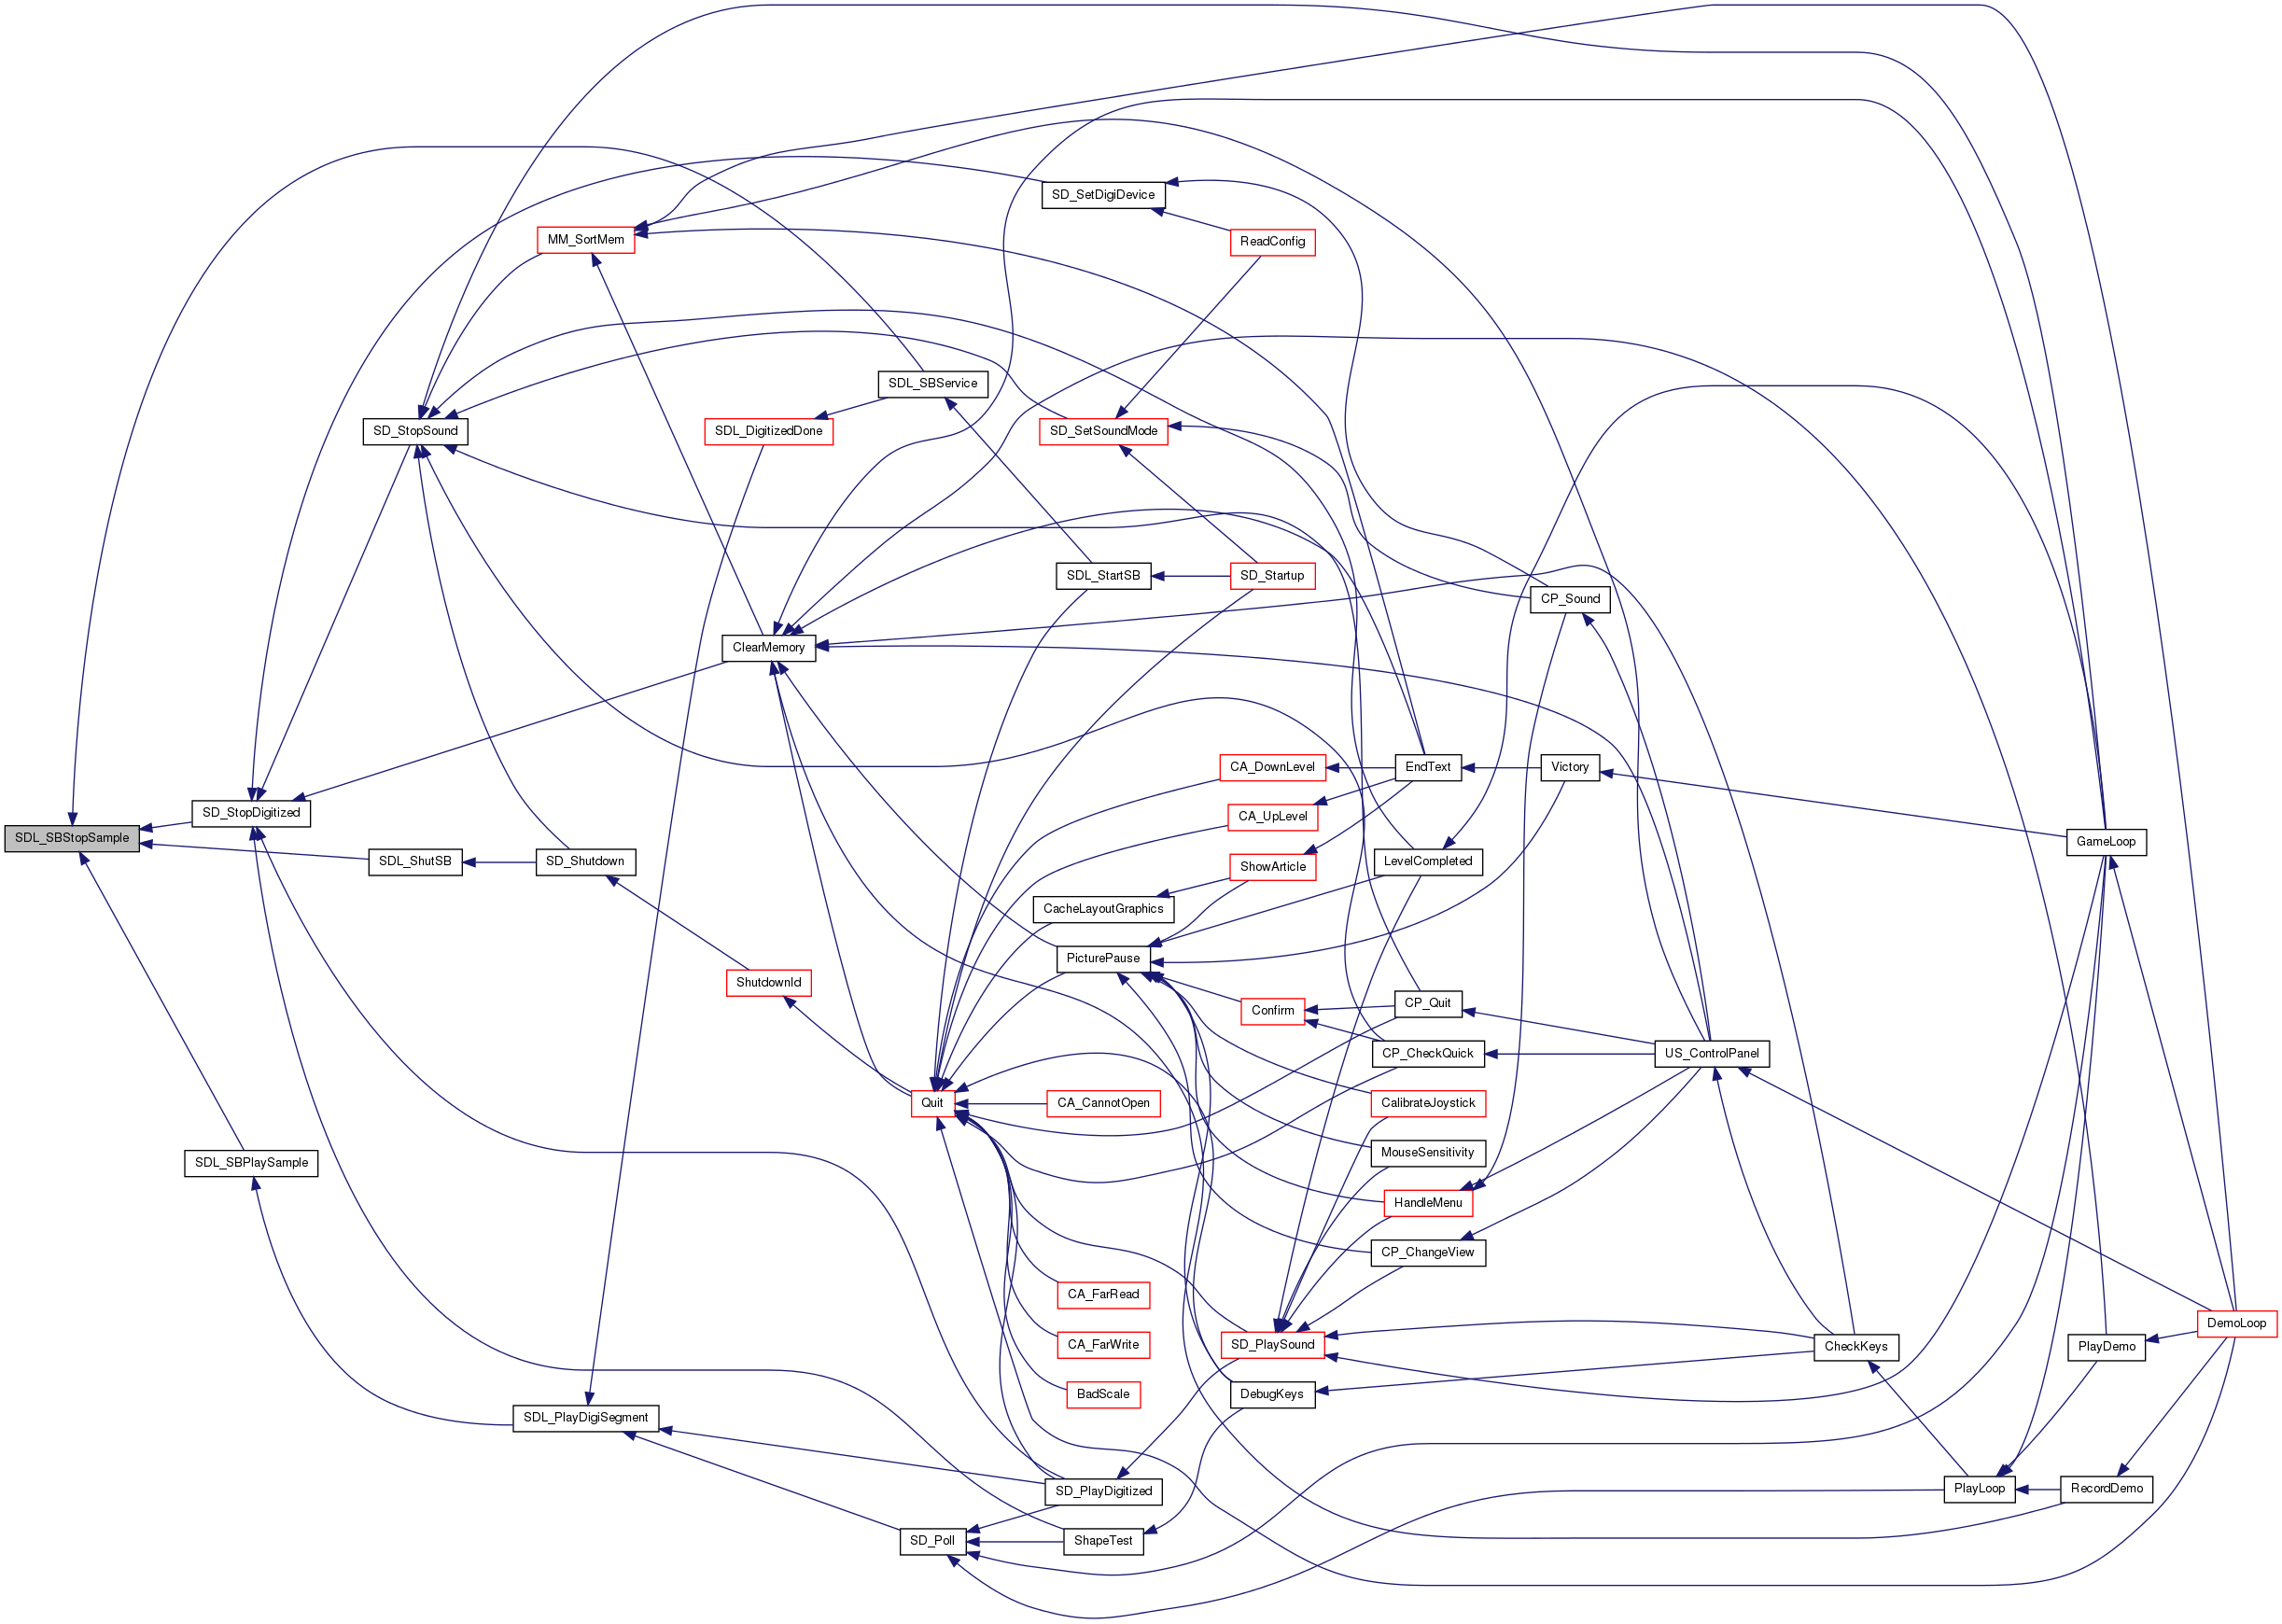 SD_SetDigiDevice
MM_SortMem
ReadConfig
SDL_SBService
SD_StopSound
SDL_DigitizedDone
SD_SetSoundMode
SDL_StartSB
SD_Startup
CP_Sound
ClearMemory
CA_DownLevel
EndText
Victory
SD_StopDigitized
CA_UpLevel
SDL_SBStopSample
GameLoop
SDL_ShutSB
SD_Shutdown
ShowArticle
LevelCompleted
CacheLayoutGraphics
PicturePause
ShutdownId
Confirm
CP_Quit
CP_CheckQuick
US_ControlPanel
Quit
CA_CannotOpen
CalibrateJoystick
MouseSensitivity
SDL_SBPlaySample
HandleMenu
CP_ChangeView
CA_FarRead
DemoLoop
CA_FarWrite
SD_PlaySound
CheckKeys
PlayDemo
BadScale
DebugKeys
SDL_PlayDigiSegment
SD_PlayDigitized
PlayLoop
RecordDemo
SD_Poll
ShapeTest